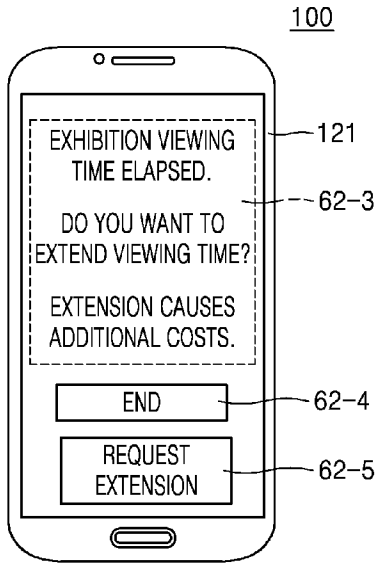 100
EXHIBITION VIEWING
TIME ELAPSED.
DO YOU WANT TO
EXTEND VIEWING TIME?
EXTENSION CAUSES
ADDITIONAL COSTS.
END
REQUEST
EXTENSION
121
62-3
62-4
62-5